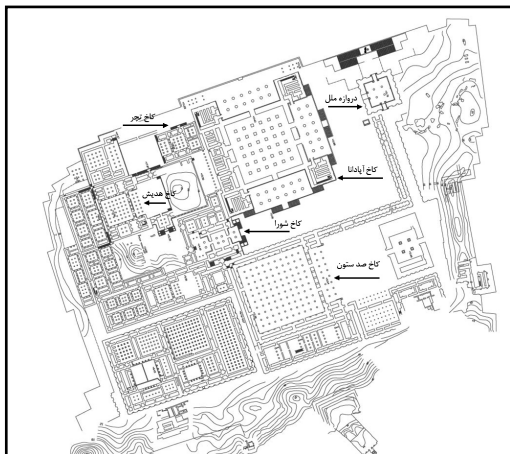 دروازه ملل
کاخ تچر
کاخ آپادانا
کاخ هدیش
کاخ شورا
کاخ صد ستون